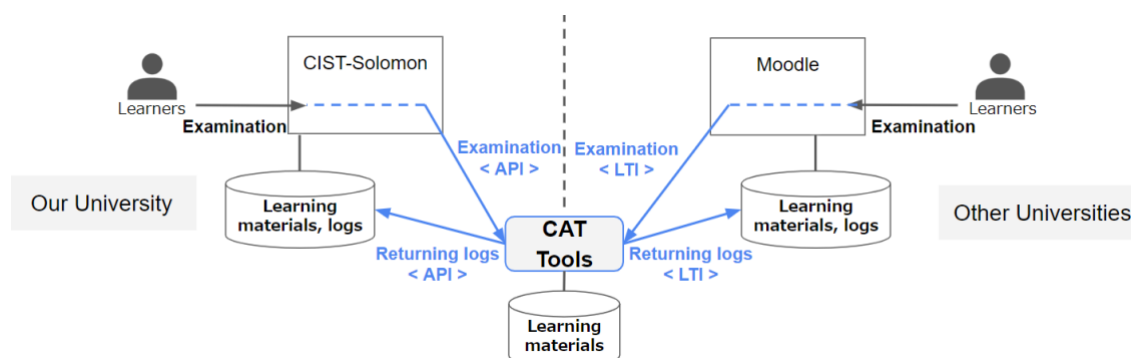 CIST-Solomon
Moodle
Learners
Learners
Examination
Examination
Examination
< API >
Examination
< LTI >
Our University
Learning
materials, logs
CAT
Tools
Learning
materials, logs
Other Universities
Returning logs
< API >
Returning logs
< LTI >
Learning
materials